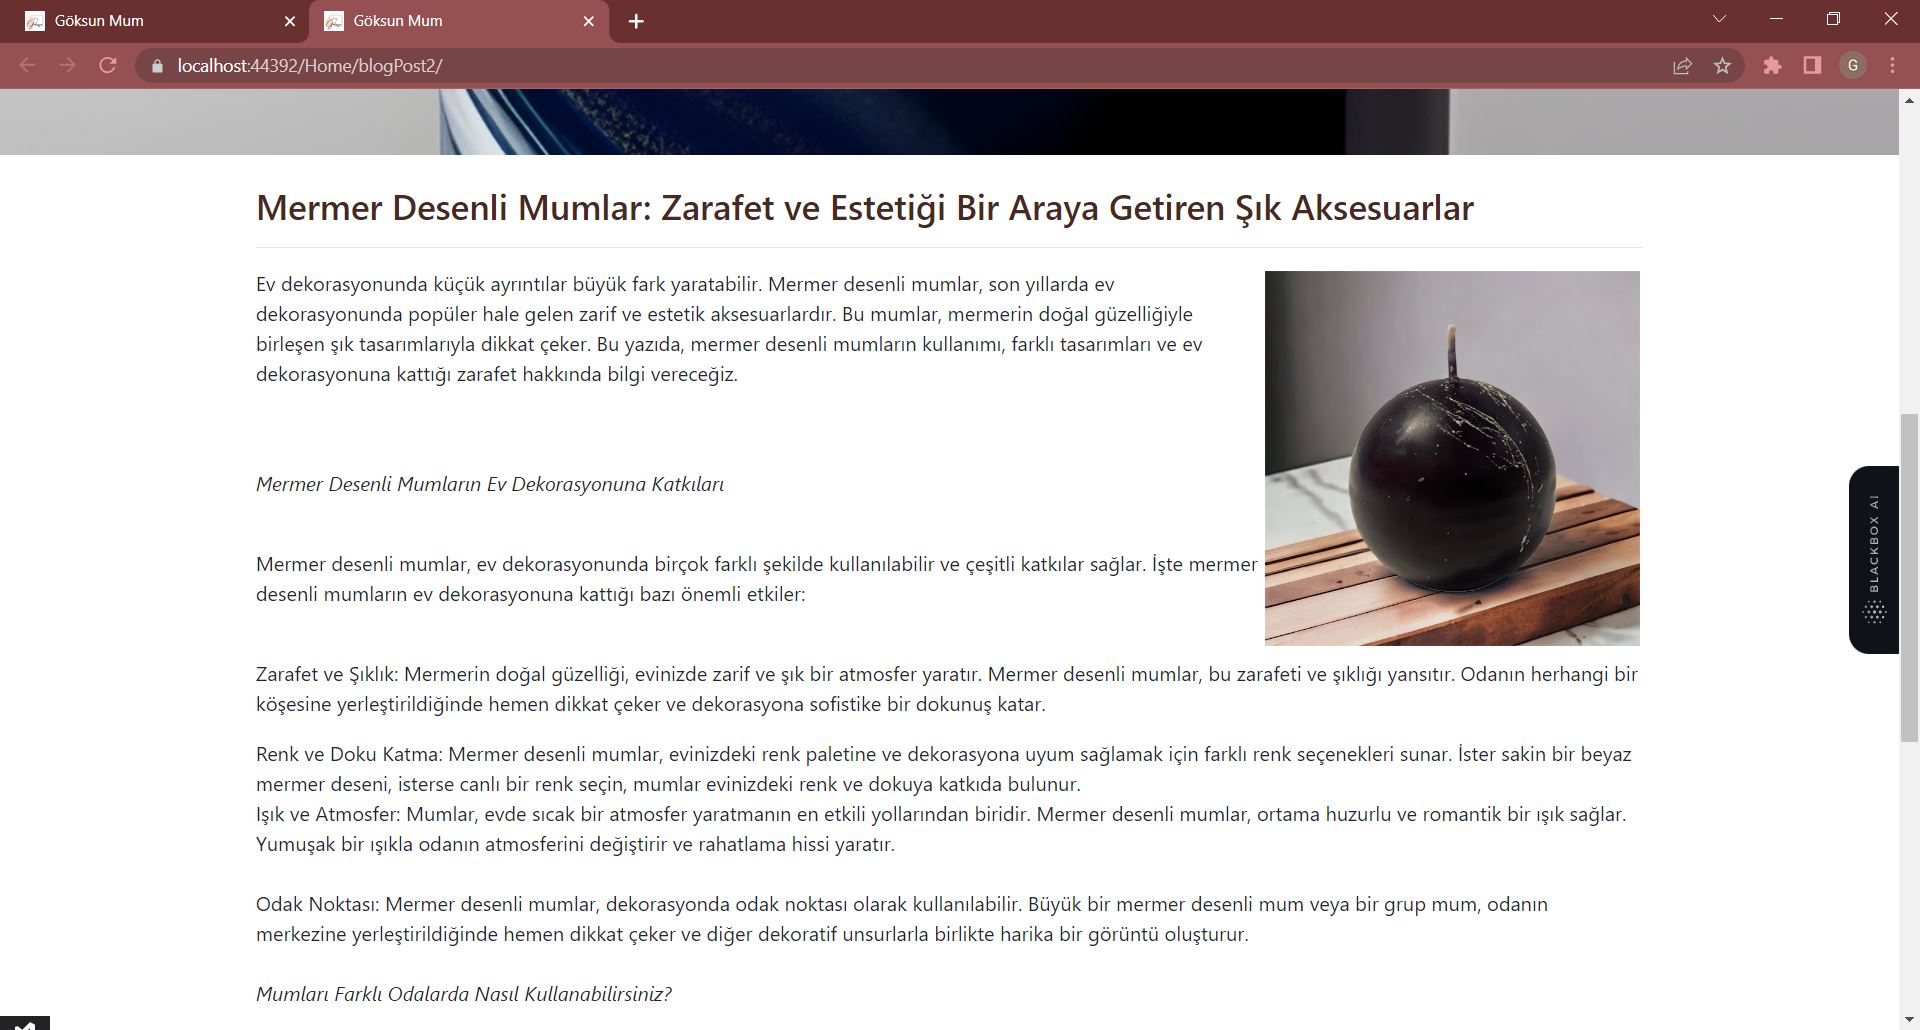 Göksun Mum
Göksun Mum
localhost:44392/Home/blogPost2/
G
Mermer Desenli Mumlar: Zarafet ve Estetiği Bir Araya Getiren Şık Aksesuarlar
Ev dekorasyonunda küçük ayrıntılar büyük fark yaratabilir. Mermer desenli mumlar, son yıllarda ev
dekorasyonunda popüler hale gelen zarif ve estetik aksesuarlardır. Bu mumlar, mermerin doğal güzelliğiyle
birleşen şık tasarımlarıyla dikkat çeker. Bu yazıda, mermer desenli mumların kullanımı, farklı tasarımları ve ev
dekorasyonuna kattığı zarafet hakkında bilgi vereceğiz.
Mermer Desenli Mumların Ev Dekorasyonuna Katkıları
Mermer desenli mumlar, ev dekorasyonunda birçok farklı şekilde kullanılabilir ve çeşitli katkılar sağlar. İşte mermer
desenli mumların ev dekorasyonuna kattığı bazı önemli etkiler:
BLACKBOX AI
Zarafet ve Şıklık: Mermerin doğal güzelliği, evinizde zarif ve şık bir atmosfer yaratır. Mermer desenli mumlar, bu zarafeti ve şıklığı yansıtır. Odanın herhangi bir
köşesine yerleştirildiğinde hemen dikkat çeker ve dekorasyona sofistike bir dokunuş katar.
Renk ve Doku Katma: Mermer desenli mumlar, evinizdeki renk paletine ve dekorasyona uyum sağlamak için farklı renk seçenekleri sunar. İster sakin bir beyaz
mermer deseni, isterse canlı bir renk seçin, mumlar evinizdeki renk ve dokuya katkıda bulunur.
Işık ve Atmosfer: Mumlar, evde sıcak bir atmosfer yaratmanın en etkili yollarından biridir. Mermer desenli mumlar, ortama huzurlu ve romantik bir ışık sağlar.
Yumuşak bir ışıkla odanın atmosferini değiştirir ve rahatlama hissi yaratır.
Odak Noktası: Mermer desenli mumlar, dekorasyonda odak noktası olarak kullanılabilir. Büyük bir mermer desenli mum veya bir grup mum, odanın
merkezine yerleştirildiğinde hemen dikkat çeker ve diğer dekoratif unsurlarla birlikte harika bir görüntü oluşturur.
Mumları Farklı Odalarda Nasıl Kullanabilirsiniz?